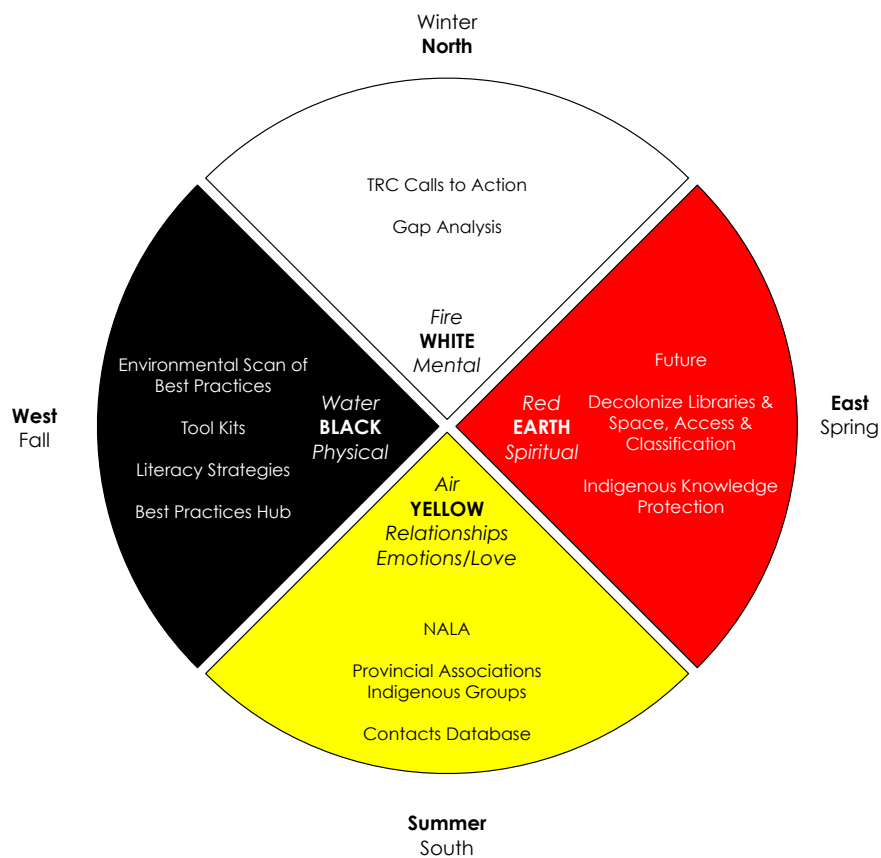 Winter
North
TRC Calls to Action
Gap Analysis
Fire
WHITE
Mental
West
Fall
Environmental Scan of
Best Practices
Tool Kits
Literacy Strategies
Best Practices Hub
Water
BLACK
Physical
Red
EARTH
Spiritual
Future
Decolonize Libraries &
Space, Access &
Classification
Indigenous Knowledge
Protection
East
Spring
Air
YELLOW
Relationships
Emotions/Love
NALA
Provincial Associations
Indigenous Groups
Contacts Database
Summer
South